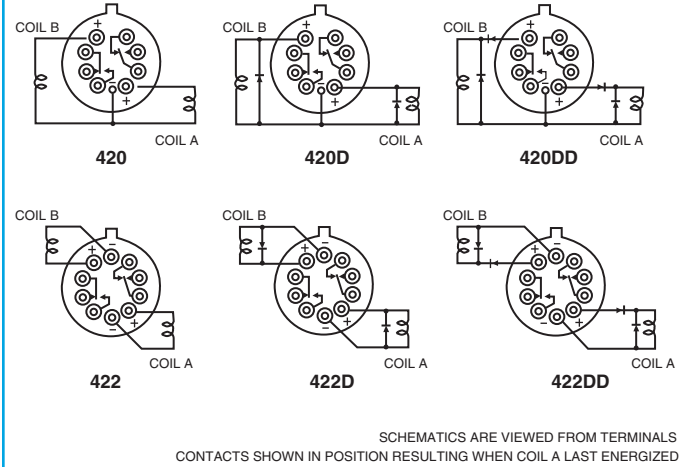 COIL B
+
−
+
COIL A
420
COIL B
+
−
+
COIL A
420D
COIL B
+
−
+
COIL A
420DD
COIL B
−
+
−
+
COIL A
422
COIL B
−
+
−
+
COIL A
422D
COIL B
−
+
−
+
COIL A
422DD
SCHEMATICS ARE VIEWED FROM TERMINALS
CONTACTS SHOWN IN POSITION RESULTING WHEN COIL A LAST ENERGIZED